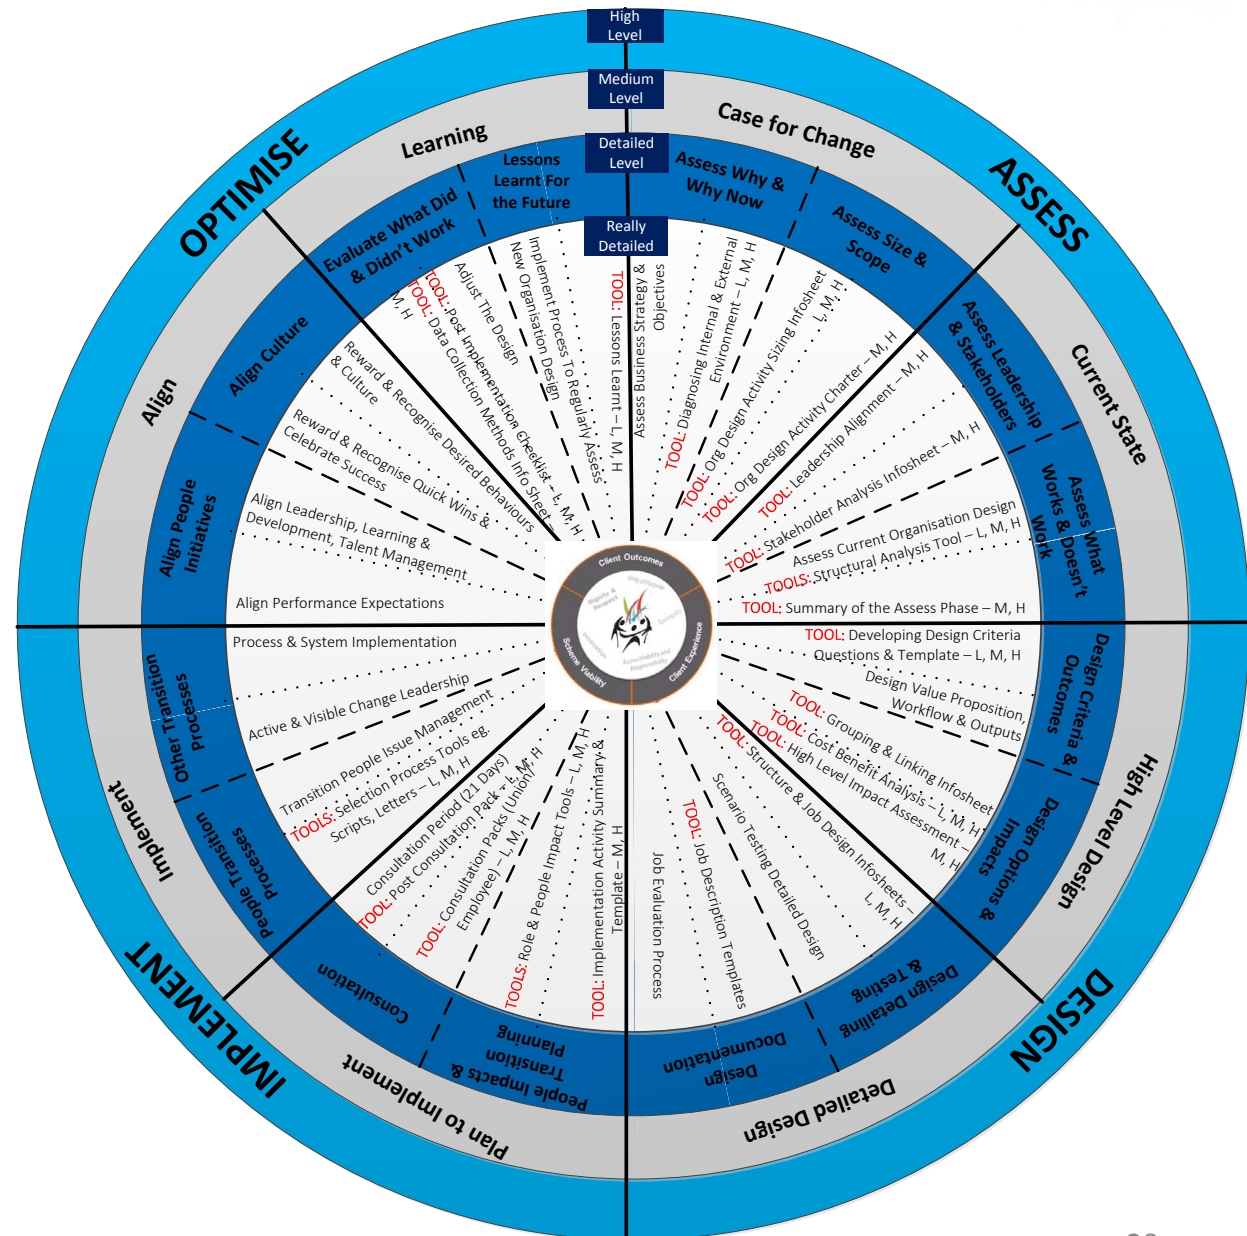 High
Level
Medium
Level
Detailed
Level
Really
Detailed
ASSESS
Case for Change
Assess Why &
Why Now
Assess Business Strategy &
Objectives
TOOL: Diagnosing Internal & External
Environment – L, M, H
Assess Size &
Scope
TOOL: Org Design Activity Sizing Infosheet
L, M, H
TOOL: Org Design Activity Charter – M, H
Current State
Assess Leadership
& Stakeholders
TOOL: Leadership Alignment – M, H
TOOL: Stakeholder Analysis Infosheet – M, H
Assess What
Works & Doesn't
Work
Assess Current Organisation Design
TOOLS: Structural Analysis Tool – L, M, H
TOOL: Summary of the Assess Phase – M, H
DESIGN
High Level Design
Design Criteria &
Outcomes
TOOL: Developing Design Criteria
Questions & Template – L, M, H
Design Value Proposition,
Workflow & Outputs
Design Options &
Impacts
TOOL: Grouping & Linking Infosheet
TOOL: Cost Benefit Analysis – L, M, H
TOOL: High Level Impact Assessment –
M, H
Detailed Design
Design Detailing
& Testing
TOOL: Structure & Job Design Infosheets –
L, M, H
Scenario Testing Detailed Design
Design
Documentation
TOOL: Job Description Templates
Job Evaluation Process
IMPLEMENT
Plan to Implement
People Impacts &
Transition
Planning
TOOL: Implementation Activity Summary &
Template – M, H
TOOLS: Role & People Impact Tools – L, M, H
Consultation
TOOL: Consultation Packs (Union/
Employee) – L, M, H
TOOL: Post Consultation Pack – L, M, H
Consultation Period (21 Days)
Implement
People Transition
Processes
TOOLS: Selection Process Tools eg.
Scripts, Letters – L, M, H
Transition People Issue Management
Other Transition
Processes
Active & Visible Change Leadership
Process & System Implementation
OPTIMISE
Align
Align People
Initiatives
Align Performance Expectations
Align Leadership, Learning &
Development, Talent Management
Align Culture
Reward & Recognise Quick Wins &
Celebrate Success
Reward & Recognise Desired Behaviours
& Culture
Learning
Evaluate What Did
& Didn't Work
TOOL: Data Collection Methods Info Sheet –
M, H
TOOL: Post Implementation Checklist – L, M, H
Adjust The Design
Lessons
Learnt For
the Future
Implement Process To Regularly Assess
New Organisation Design
TOOL: Lessons Learnt – L, M, H
Client Outcomes
Client Experience
Scheme Viability
Unity of Purpose
Dignity &
Respect
Innovation
Accountability and
Responsibility